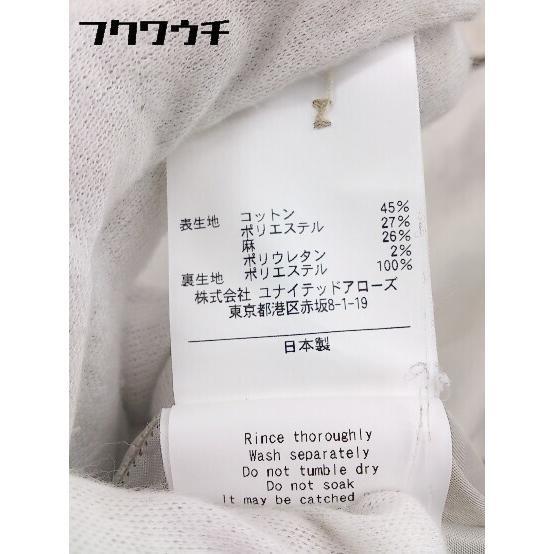 フクワウチ
表生地 コットン 45%
ポリエステル 27%
麻 26%
ポリウレタン 2%
裏生地 ポリエステル 100%
株式会社 ユナイテッドアローズ
東京都港区赤坂8-1-19
日本製
Rince thoroughly
Wash separately
Do not tumble dry
Do not soak
It may be catched